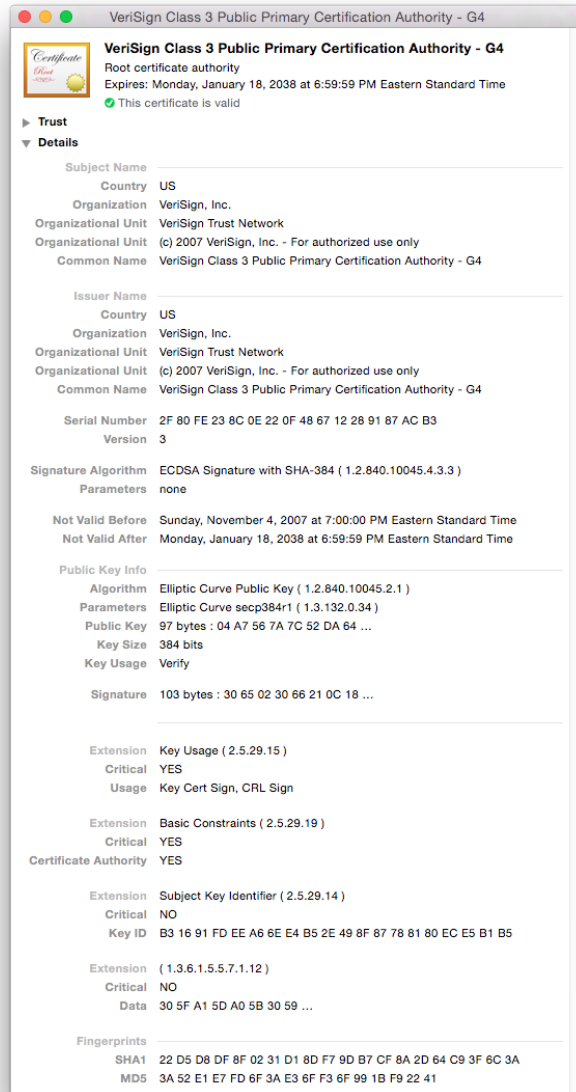 VeriSign Class 3 Public Primary Certification Authority - G4
Certificate
Root
VeriSign Class 3 Public Primary Certification Authority - G4
Root certificate authority
Expires: Monday, January 18, 2038 at 6:59:59 PM Eastern Standard Time
This certificate is valid
Trust
Details
Subject Name
Country US
Organization VeriSign, Inc.
Organizational Unit VeriSign Trust Network
Organizational Unit (c) 2007 VeriSign, Inc. - For authorized use only
Common Name VeriSign Class 3 Public Primary Certification Authority - G4
Issuer Name
Country US
Organization VeriSign, Inc.
Organizational Unit VeriSign Trust Network
Organizational Unit (c) 2007 VeriSign, Inc. - For authorized use only
Common Name VeriSign Class 3 Public Primary Certification Authority - G4
Serial Number 2F 80 FE 23 8C 0E 22 0F 48 67 12 28 91 87 AC B3
Version 3
Signature Algorithm ECDSA Signature with SHA-384 ( 1.2.840.10045.4.3.3 )
Parameters none
Not Valid Before Sunday, November 4, 2007 at 7:00:00 PM Eastern Standard Time
Not Valid After Monday, January 18, 2038 at 6:59:59 PM Eastern Standard Time
Public Key Info
Algorithm Elliptic Curve Public Key ( 1.2.840.10045.2.1 )
Parameters Elliptic Curve secp384r1 ( 1.3.132.0.34 )
Public Key 97 bytes : 04 A7 56 7A 7C 52 DA 64 ...
Key Size 384 bits
Key Usage Verify
Signature 103 bytes : 30 65 02 30 66 21 0C 18 ...
Extension Key Usage ( 2.5.29.15 )
Critical YES
Usage Key Cert Sign, CRL Sign
Extension Basic Constraints ( 2.5.29.19 )
Critical YES
Certificate Authority YES
Extension Subject Key Identifier ( 2.5.29.14 )
Critical NO
Key ID B3 16 91 FD EE A6 6E E4 B5 2E 49 8F 87 78 81 80 EC E5 B1 B5
Extension ( 1.3.6.1.5.5.7.1.12 )
Critical NO
Data 30 5F A1 5D A0 5B 30 59 ...
Fingerprints
SHA1 22 D5 D8 DF 8F 02 31 D1 8D F7 9D B7 CF 8A 2D 64 C9 3F 6C 3A
MD5 3A 52 E1 E7 FD 6F 3A E3 6F F3 6F 99 1B F9 22 41